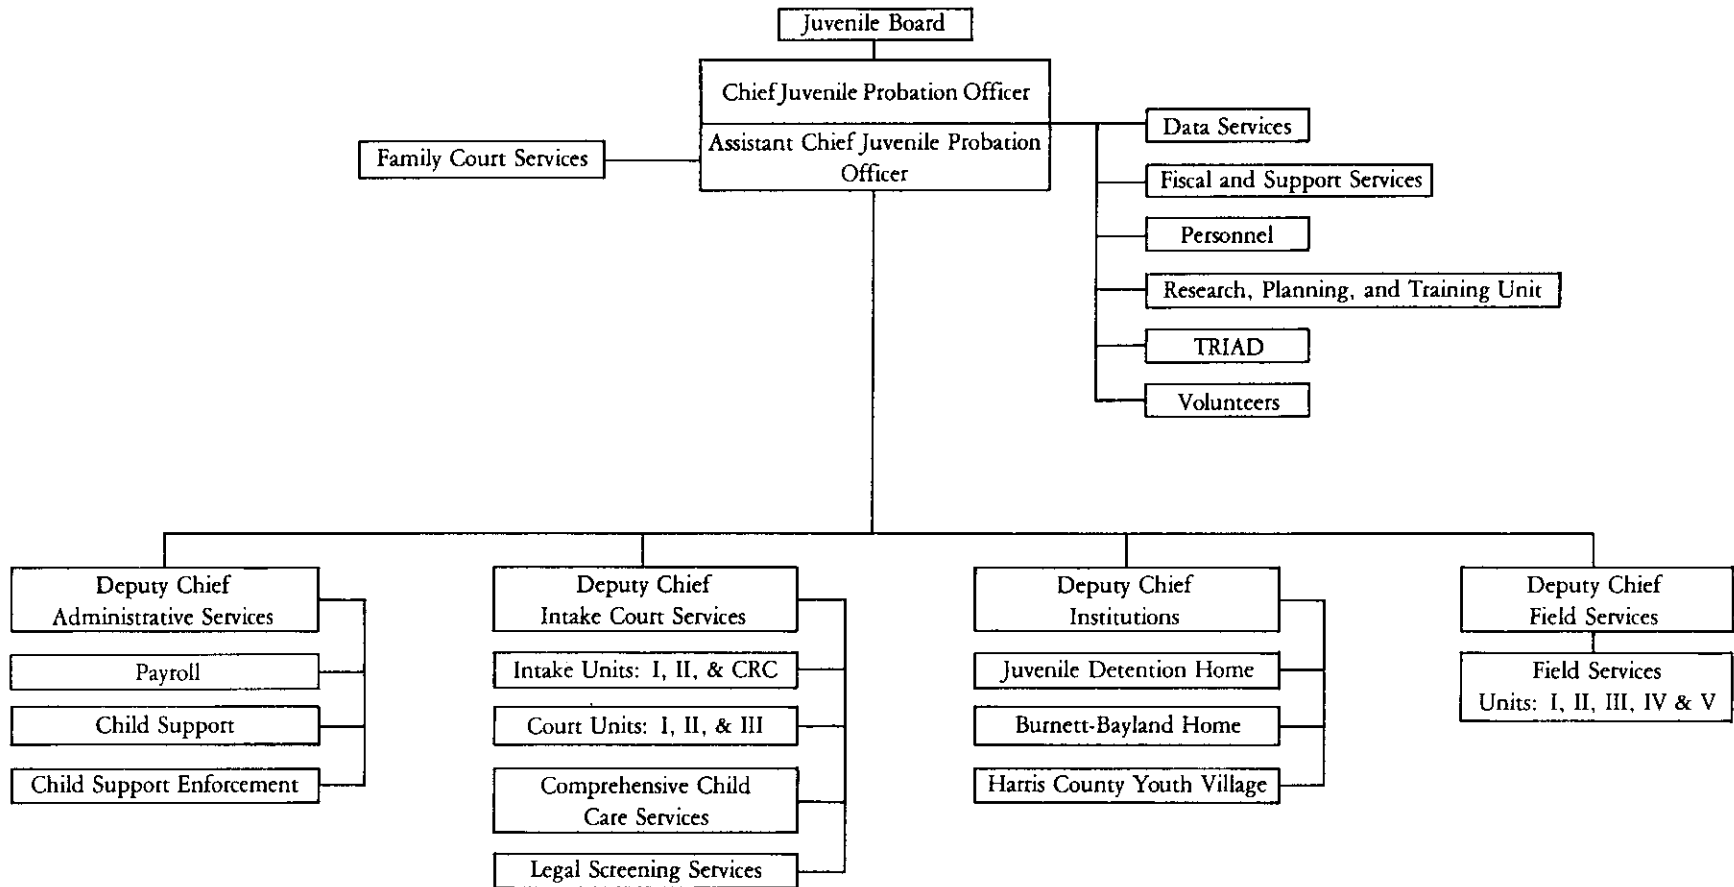 Juvenile Board
Chief Juvenile Probation Officer
Assistant Chief Juvenile Probation
Officer
Family Court Services
Data Services
Fiscal and Support Services
Personnel
Research, Planning, and Training Unit
TRIAD
Volunteers
Deputy Chief
Administrative Services
Payroll
Child Support
Child Support Enforcement
Deputy Chief
Intake Court Services
Intake Units: I, II, & CRC
Court Units: I, II, & III
Comprehensive Child
Care Services
Legal Screening Services
Deputy Chief
Institutions
Juvenile Detention Home
Burnett-Bayland Home
Harris County Youth Village
Deputy Chief
Field Services
Field Services
Units: I, II, III, IV & V